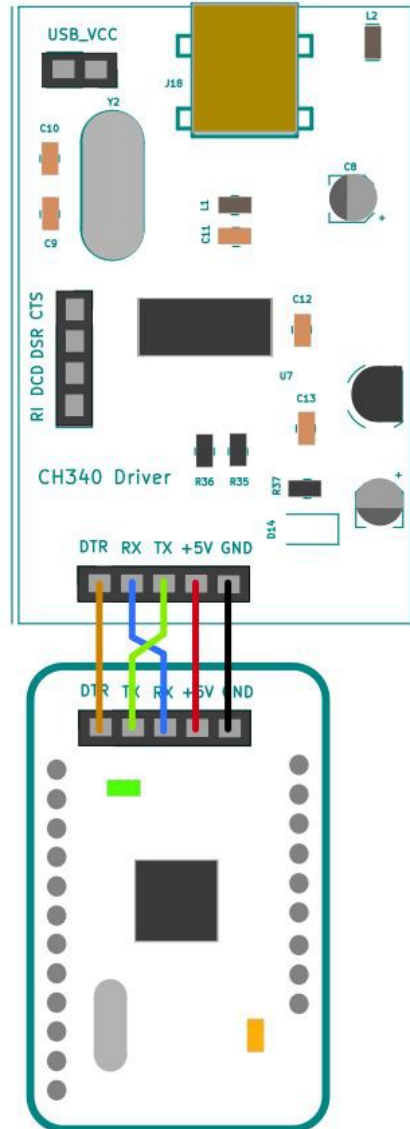 USB_VCC
L2
J18
Y2
C10
C8
+
L1
C9
C11
RI DCD DSR CTS
C12
U7
C13
+
CH340 Driver
R36
R35
R37
D14
DTR RX TX +5V GND
DTR TX RX +5V GND